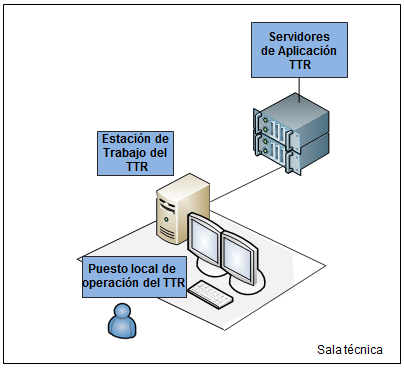 Servidores
de Aplicación
TTR
Estación de
Trabajo del
TTR
Puesto local de
operación del TTR
Sala técnica